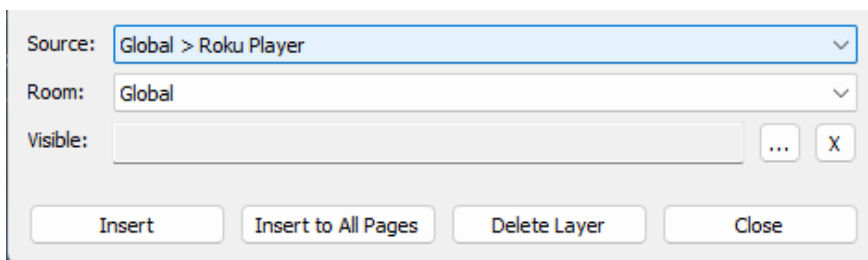 Source: Global > Roku Player
Room: Global
Visible: ... X
Insert Insert to All Pages Delete Layer Close